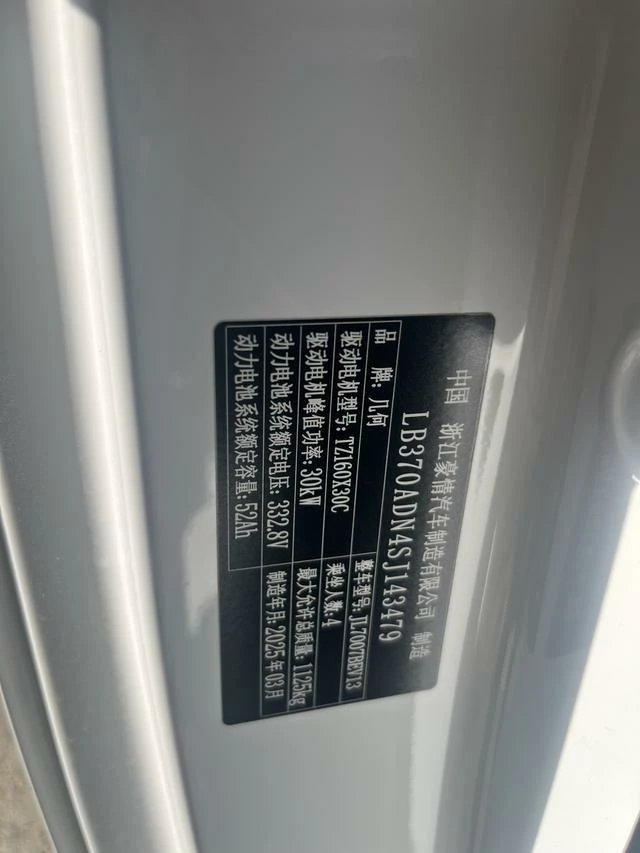 中国 浙江豪情汽车制造有限公司 制造
LB370ADN4SJ143479
品 牌:几何 整车型号:JL7007BEV13
驱动电机型号:TZ160X30C 乘坐人数:4
驱动电机峰值功率:30kW 最大允许总质量:1125kg
动力电池系统额定电压:332.8V 制造年月:2025年03月
动力电池系统额定容量:52Ah